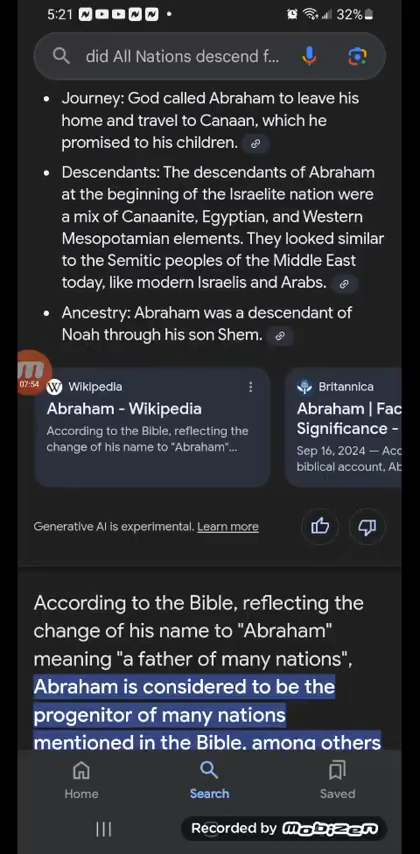 5:21
32%
did All Nations descend f...
• Journey: God called Abraham to leave his
home and travel to Canaan, which he
promised to his children.
• Descendants: The descendants of Abraham
at the beginning of the Israelite nation were
a mix of Canaanite, Egyptian, and Western
Mesopotamian elements. They looked similar
to the Semitic peoples of the Middle East
today, like modern Israelis and Arabs.
• Ancestry: Abraham was a descendant of
Noah through his son Shem.
07:54
Wikipedia
Abraham - Wikipedia
According to the Bible, reflecting the
change of his name to "Abraham"...
Britannica
Abraham | Fac
Significance -
Sep 16, 2024 — Acc
biblical account, Ab
Generative AI is experimental. Learn more
According to the Bible, reflecting the
change of his name to "Abraham"
meaning "a father of many nations",
Abraham is considered to be the
progenitor of many nations
mentioned in the Bible, among others
Home
Search
Saved
Recorded by mobizen